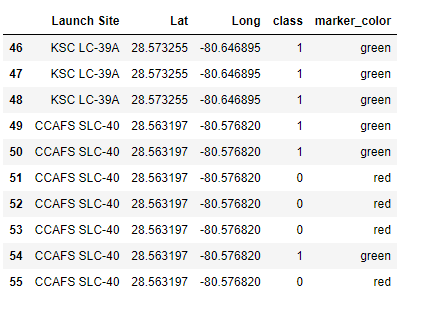 Launch Site Lat Long class marker_color
46 KSC LC-39A 28.573255 -80.646895 1 green
47 KSC LC-39A 28.573255 -80.646895 1 green
48 KSC LC-39A 28.573255 -80.646895 1 green
49 CCAFS SLC-40 28.563197 -80.576820 1 green
50 CCAFS SLC-40 28.563197 -80.576820 1 green
51 CCAFS SLC-40 28.563197 -80.576820 0 red
52 CCAFS SLC-40 28.563197 -80.576820 0 red
53 CCAFS SLC-40 28.563197 -80.576820 0 red
54 CCAFS SLC-40 28.563197 -80.576820 1 green
55 CCAFS SLC-40 28.563197 -80.576820 0 red